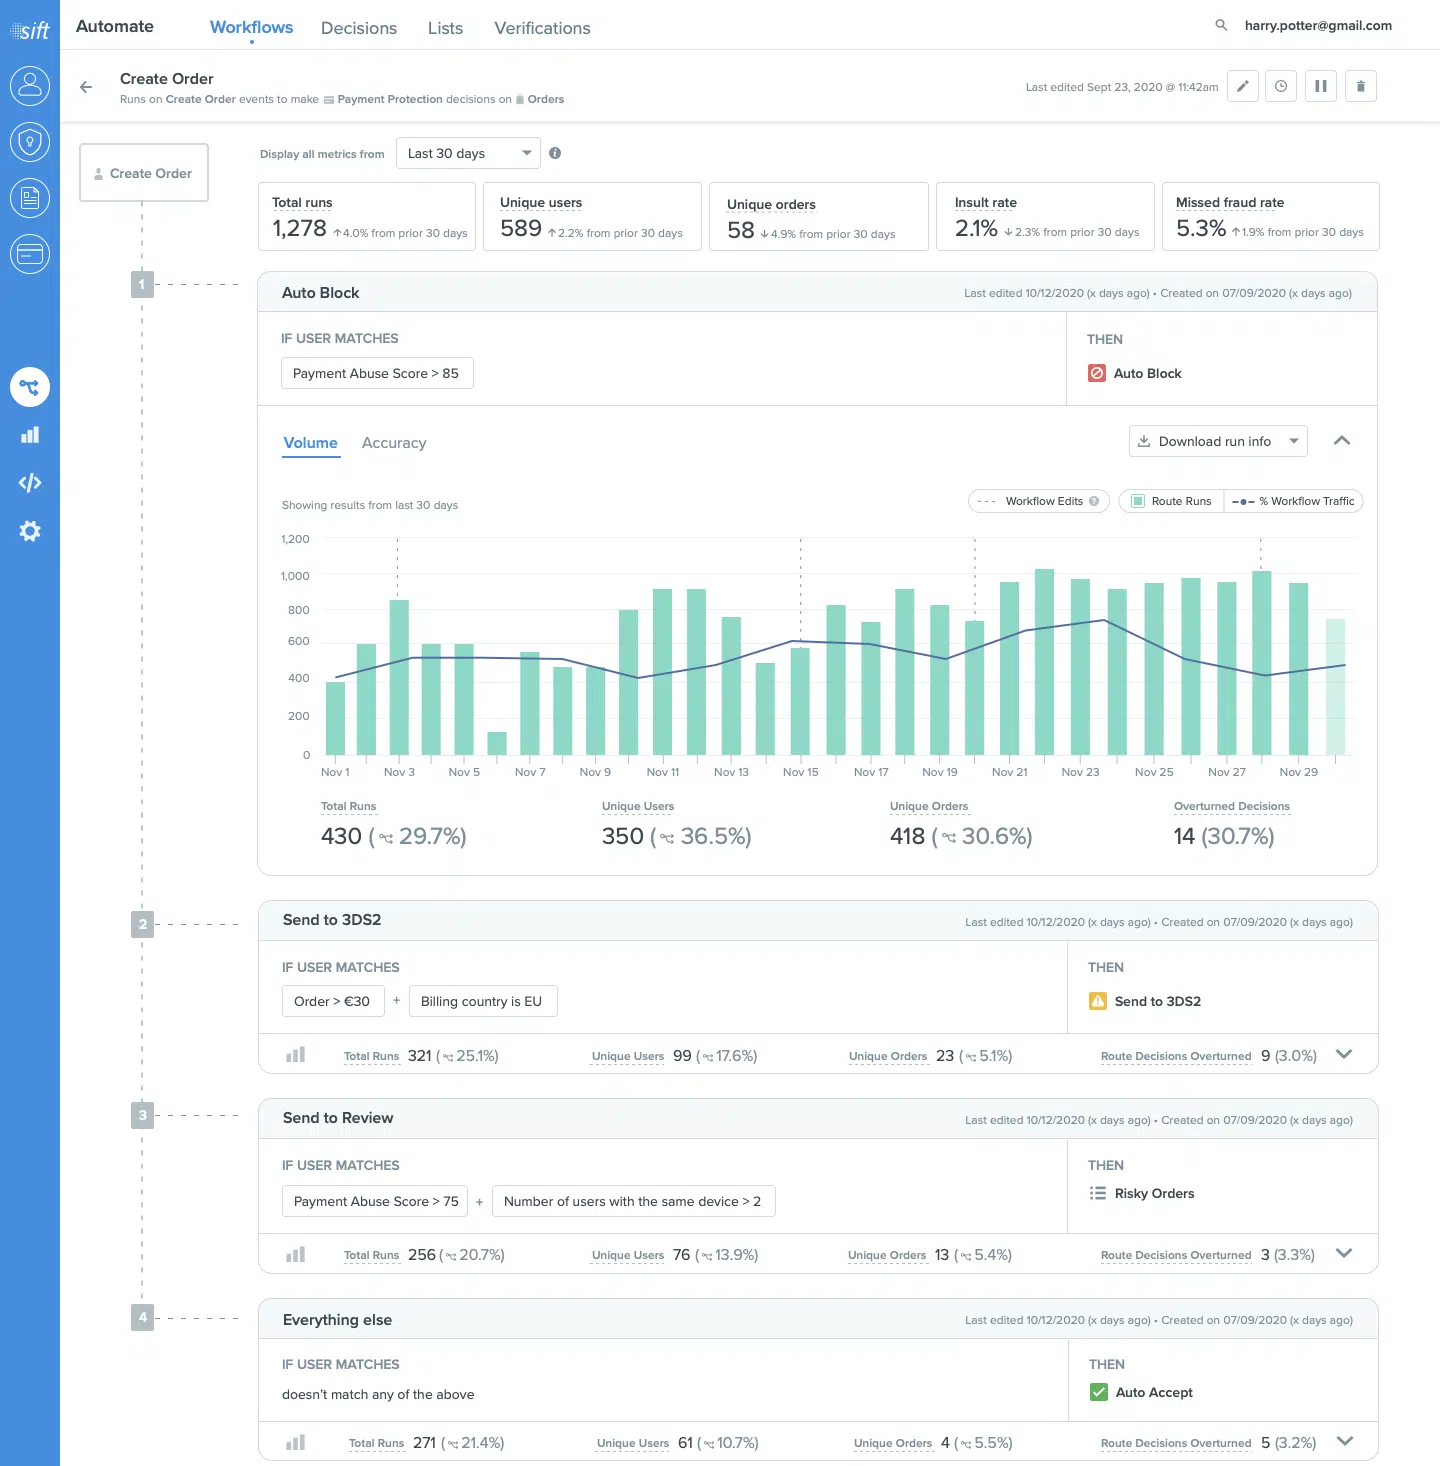 sift
Automate
Workflows Decisions Lists Verifications
harry.potter@gmail.com
Create Order
Runs on Create Order events to make Payment Protection decisions on Orders
Last edited Sept 23, 2020 @ 11:42am
Create Order
Display all metrics from Last 30 days
Total runs
1,278 ↑4.0% from prior 30 days
Unique users
589 ↑2.2% from prior 30 days
Unique orders
58 ↓4.9% from prior 30 days
Insult rate
2.1% ↓2.3% from prior 30 days
Missed fraud rate
5.3% ↑1.9% from prior 30 days
1
Auto Block
Last edited 10/12/2020 (x days ago) • Created on 07/09/2020 (x days ago)
IF USER MATCHES
Payment Abuse Score > 85
THEN
Auto Block
Volume Accuracy
Download run info
Showing results from last 30 days
Workflow Edits ?
Route Runs
% Workflow Traffic
1,200
1,000
800
600
400
200
0
Nov 1 Nov 3 Nov 5 Nov 7 Nov 9 Nov 11 Nov 13 Nov 15 Nov 17 Nov 19 Nov 21 Nov 23 Nov 25 Nov 27 Nov 29
Total Runs
430 (29.7%)
Unique Users
350 (36.5%)
Unique Orders
418 (30.6%)
Overturned Decisions
14 (30.7%)
2
Send to 3DS2
Last edited 10/12/2020 (x days ago) • Created on 07/09/2020 (x days ago)
IF USER MATCHES
Order > €30 + Billing country is EU
THEN
Send to 3DS2
Total Runs 321 (25.1%) Unique Users 99 (17.6%) Unique Orders 23 (5.1%) Route Decisions Overturned 9 (3.0%)
3
Send to Review
Last edited 10/12/2020 (x days ago) • Created on 07/09/2020 (x days ago)
IF USER MATCHES
Payment Abuse Score > 75 + Number of users with the same device > 2
THEN
Risky Orders
Total Runs 256 (20.7%) Unique Users 76 (13.9%) Unique Orders 13 (5.4%) Route Decisions Overturned 3 (3.3%)
4
Everything else
Last edited 10/12/2020 (x days ago) • Created on 07/09/2020 (x days ago)
IF USER MATCHES
doesn't match any of the above
THEN
Auto Accept
Total Runs 271 (21.4%) Unique Users 61 (10.7%) Unique Orders 4 (5.5%) Route Decisions Overturned 5 (3.2%)